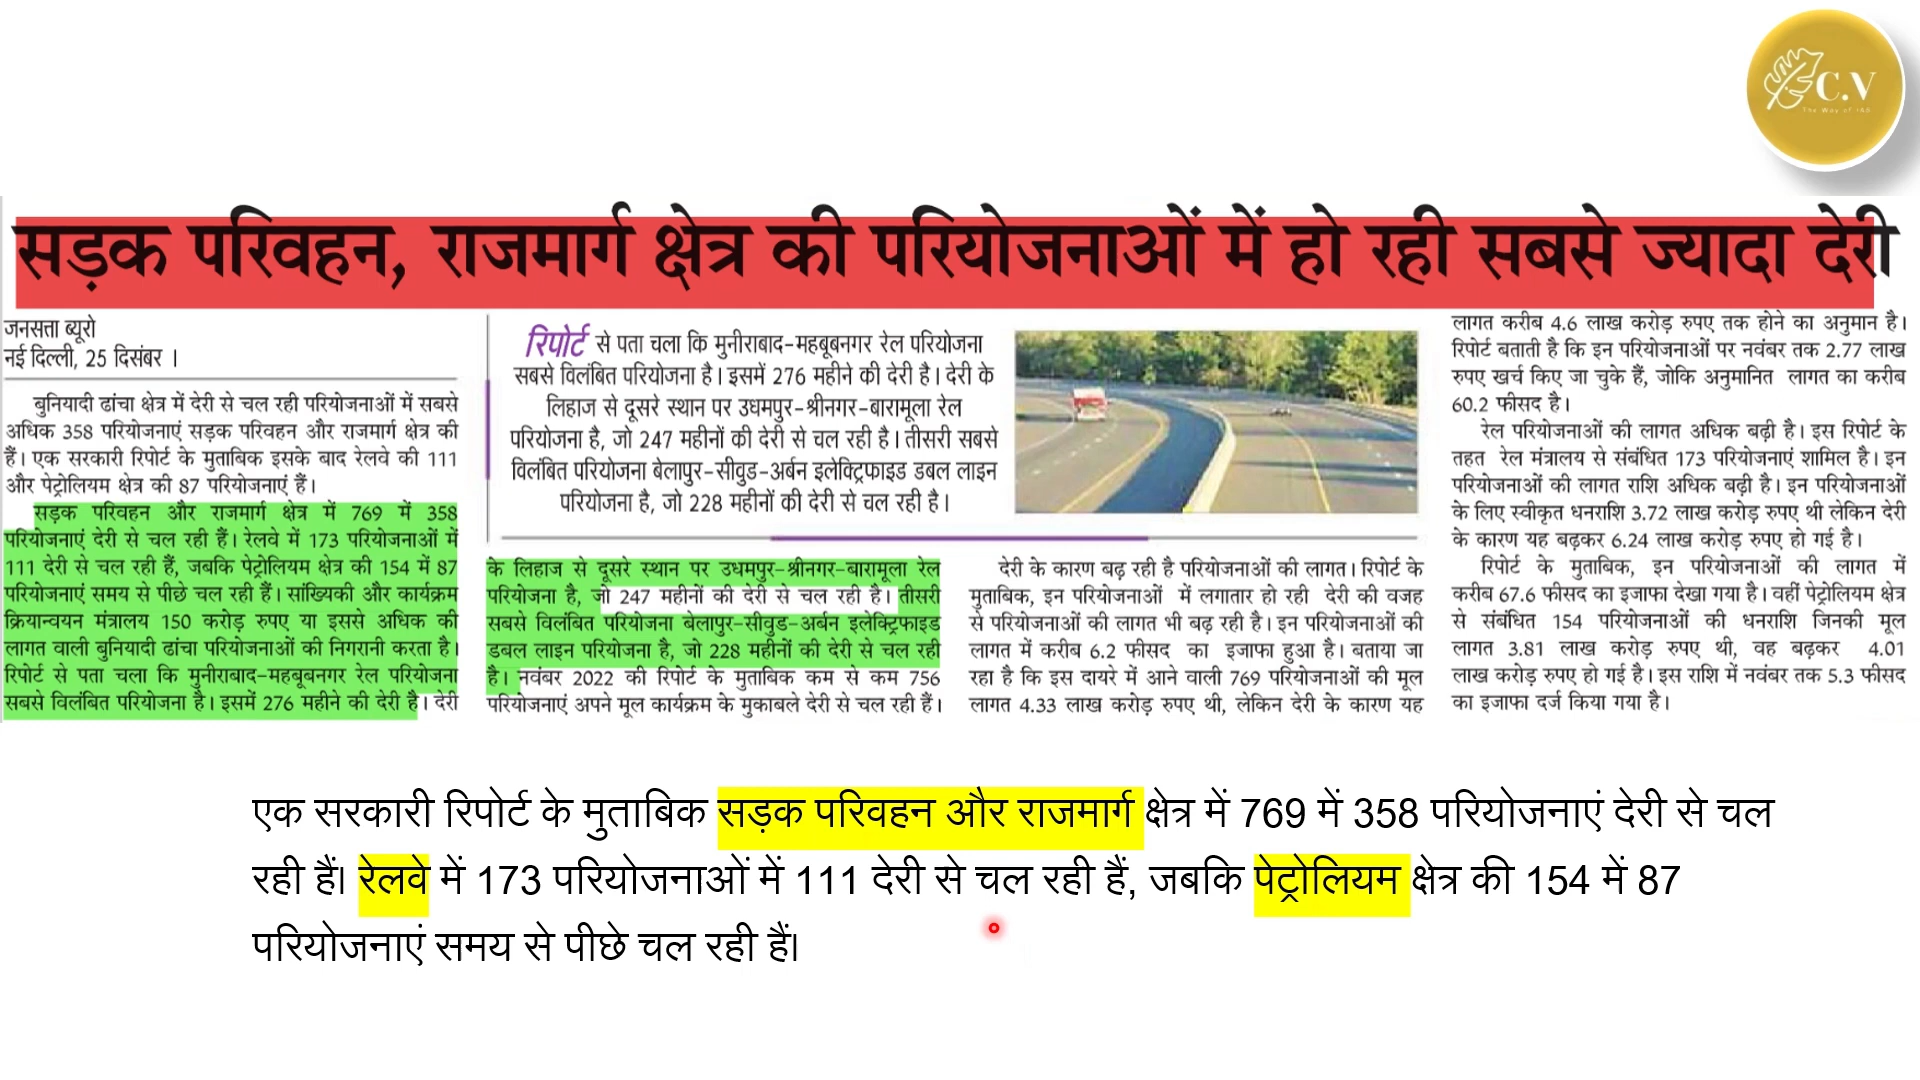 C.V
The Way of IAS
सड़क परिवहन, राजमार्ग क्षेत्र की परियोजनाओं में हो रही सबसे ज्यादा देरी
जनसत्ता ब्यूरो
नई दिल्ली, 25 दिसंबर ।
बुनियादी ढांचा क्षेत्र में देरी से चल रही परियोजनाओं में सबसे
अधिक 358 परियोजनाएं सड़क परिवहन और राजमार्ग क्षेत्र की
हैं। एक सरकारी रिपोर्ट के मुताबिक इसके बाद रेलवे की 111
और पेट्रोलियम क्षेत्र की 87 परियोजनाएं हैं।
सड़क परिवहन और राजमार्ग क्षेत्र में 769 में 358
परियोजनाएं देरी से चल रही हैं। रेलवे में 173 परियोजनाओं में
111 देरी से चल रही हैं, जबकि पेट्रोलियम क्षेत्र की 154 में 87
परियोजनाएं समय से पीछे चल रही हैं। सांख्यिकी और कार्यक्रम
क्रियान्वयन मंत्रालय 150 करोड़ रुपए या इससे अधिक की
लागत वाली बुनियादी ढांचा परियोजनाओं की निगरानी करता है।
रिपोर्ट से पता चला कि मुनीराबाद-महबूबनगर रेल परियोजना
सबसे विलंबित परियोजना है। इसमें 276 महीने की देरी है। देरी
रिपोर्ट से पता चला कि मुनीराबाद-महबूबनगर रेल परियोजना
सबसे विलंबित परियोजना है। इसमें 276 महीने की देरी है। देरी के
लिहाज से दूसरे स्थान पर उधमपुर-श्रीनगर-बारामूला रेल
परियोजना है, जो 247 महीनों की देरी से चल रही है। तीसरी सबसे
विलंबित परियोजना बेलापुर-सीवुड-अर्बन इलेक्ट्रिफाइड डबल लाइन
परियोजना है, जो 228 महीनों की देरी से चल रही है।
के लिहाज से दूसरे स्थान पर उधमपुर-श्रीनगर-बारामूला रेल
परियोजना है, जो 247 महीनों की देरी से चल रही है। तीसरी
सबसे विलंबित परियोजना बेलापुर-सीवुड-अर्बन इलेक्ट्रिफाइड
डबल लाइन परियोजना है, जो 228 महीनों की देरी से चल रही
है। नवंबर 2022 की रिपोर्ट के मुताबिक कम से कम 756
परियोजनाएं अपने मूल कार्यक्रम के मुकाबले देरी से चल रही हैं।
देरी के कारण बढ़ रही है परियोजनाओं की लागत। रिपोर्ट के
मुताबिक, इन परियोजनाओं में लगातार हो रही देरी की वजह
से परियोजनाओं की लागत भी बढ़ रही है। इन परियोजनाओं की
लागत में करीब 6.2 फीसद का इजाफा हुआ है। बताया जा
रहा है कि इस दायरे में आने वाली 769 परियोजनाओं की मूल
लागत 4.33 लाख करोड़ रुपए थी, लेकिन देरी के कारण यह
लागत करीब 4.6 लाख करोड़ रुपए तक होने का अनुमान है।
रिपोर्ट बताती है कि इन परियोजनाओं पर नवंबर तक 2.77 लाख
रुपए खर्च किए जा चुके हैं, जोकि अनुमानित लागत का करीब
60.2 फीसद है।
रेल परियोजनाओं की लागत अधिक बढ़ी है। इस रिपोर्ट के
तहत रेल मंत्रालय से संबंधित 173 परियोजनाएं शामिल है। इन
परियोजनाओं की लागत राशि अधिक बढ़ी है। इन परियोजनाओं
के लिए स्वीकृत धनराशि 3.72 लाख करोड़ रुपए थी लेकिन देरी
के कारण यह बढ़कर 6.24 लाख करोड़ रुपए हो गई है।
रिपोर्ट के मुताबिक, इन परियोजनाओं की लागत में
करीब 67.6 फीसद का इजाफा देखा गया है। वहीं पेट्रोलियम क्षेत्र
से संबंधित 154 परियोजनाओं की धनराशि जिनकी मूल
लागत 3.81 लाख करोड़ रुपए थी, वह बढ़कर 4.01
लाख करोड़ रुपए हो गई है। इस राशि में नवंबर तक 5.3 फीसद
का इजाफा दर्ज किया गया है।
एक सरकारी रिपोर्ट के मुताबिक सड़क परिवहन और राजमार्ग क्षेत्र में 769 में 358 परियोजनाएं देरी से चल
रही हैं। रेलवे में 173 परियोजनाओं में 111 देरी से चल रही हैं, जबकि पेट्रोलियम क्षेत्र की 154 में 87
परियोजनाएं समय से पीछे चल रही हैं।